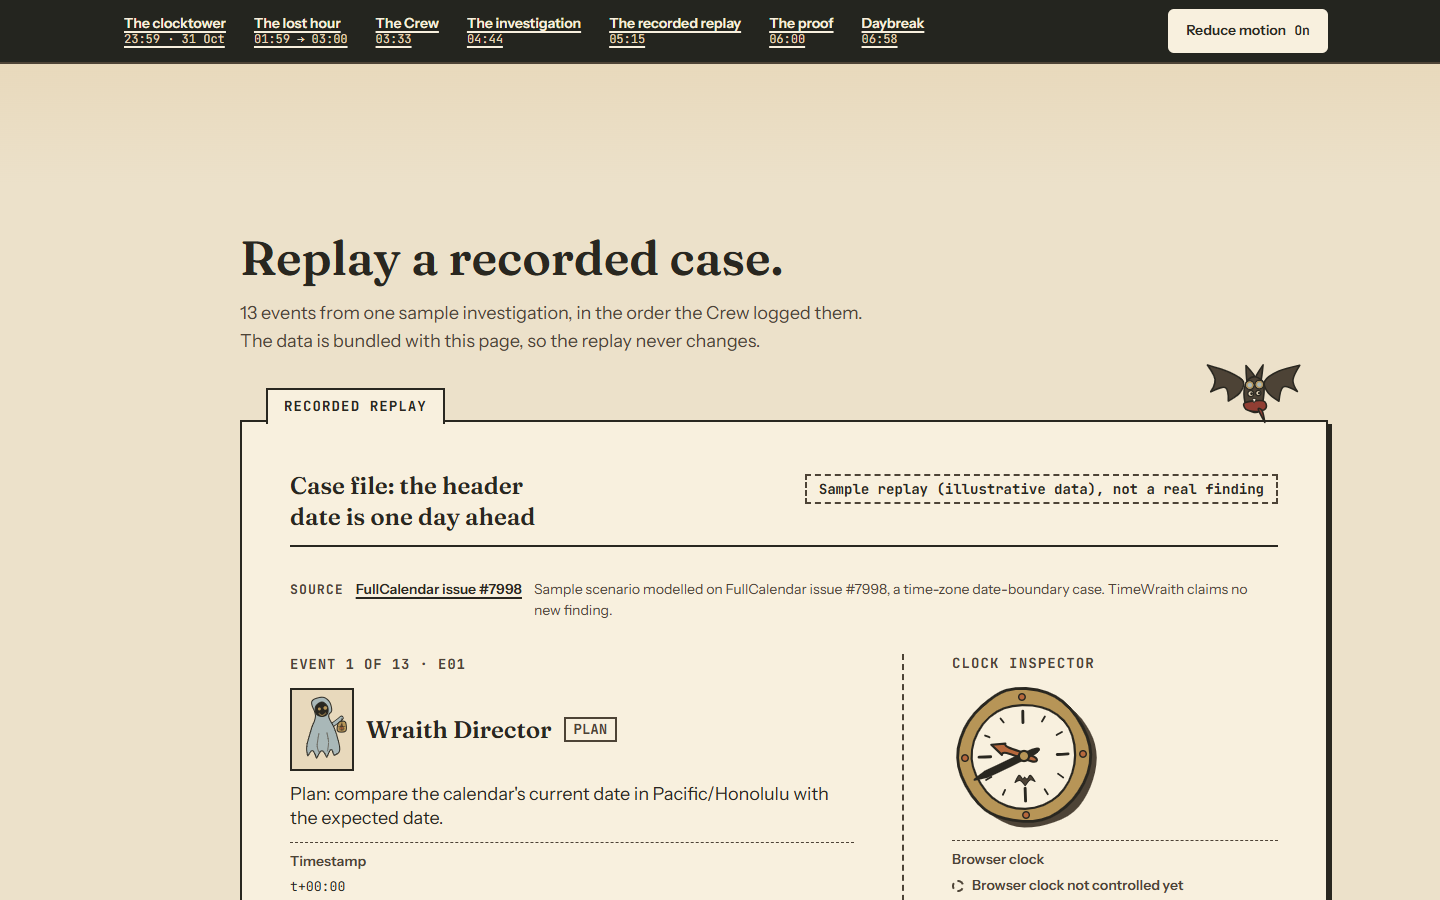 The clocktower
23:59 · 31 Oct
The lost hour
01:59 → 03:00
The Crew
03:33
The investigation
04:44
The recorded replay
05:15
The proof
06:00
Daybreak
06:58
Reduce motion On
Replay a recorded case.
13 events from one sample investigation, in the order the Crew logged them.
The data is bundled with this page, so the replay never changes.
RECORDED REPLAY
Case file: the header
date is one day ahead
Sample replay (illustrative data), not a real finding
SOURCE FullCalendar issue #7998 Sample scenario modelled on FullCalendar issue #7998, a time-zone date-boundary case. TimeWraith claims no
new finding.
EVENT 1 OF 13 · E01
Wraith Director PLAN
Plan: compare the calendar's current date in Pacific/Honolulu with
the expected date.
Timestamp
t+00:00
CLOCK INSPECTOR
Browser clock
Browser clock not controlled yet